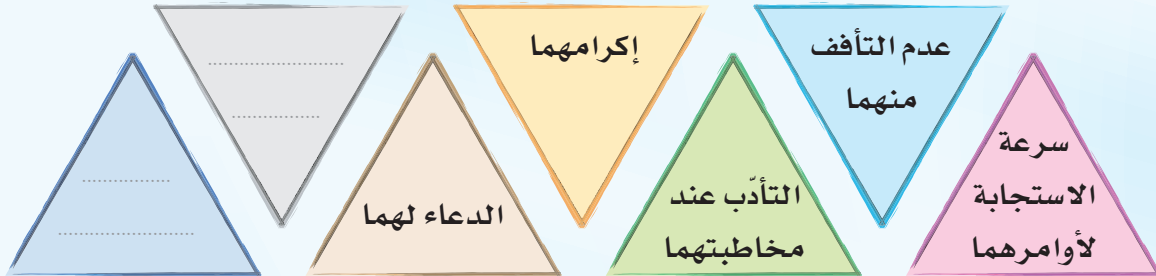 سرعة
الاستجابة
لأوامرهما
عدم التأفف
منهما
التأدّب عند
مخاطبتهما
إكرامهما
الدعاء لهما